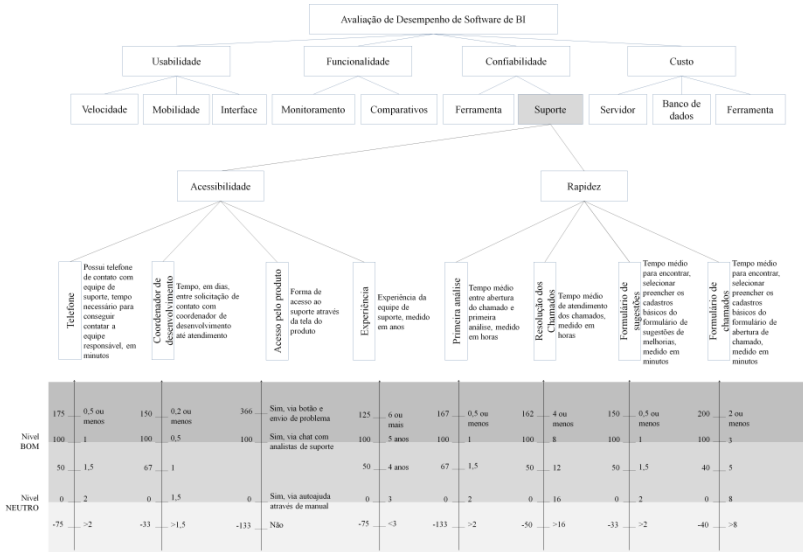 Avaliação de Desempenho de Software de BI
Usabilidade
Funcionalidade
Confiabilidade
Custo
Velocidade
Mobilidade
Interface
Monitoramento
Comparativos
Ferramenta
Suporte
Servidor
Banco de
dados
Ferramenta
Acessibilidade
Rapidez
Telefone
Possui telefone
de contato com
equipe de
suporte, tempo
necessário para
conseguir
contatar a
equipe
responsável, em
minutos
Coordenador de
desenvolvimento
Tempo, em dias,
entre solicitação de
contato com
coordenador de
desenvolvimento
até atendimento
Acesso pelo produto
Forma de
acesso ao
suporte através
da tela do
produto
Experiência
Experiência da
equipe de
suporte, medido
em anos
Primeira análise
Tempo médio
entre abertura
do chamado e
primeira
análise, medido
em horas
Resolução dos
Chamados
Tempo médio
de atendimento
dos chamados,
medido em
horas
Formulário de
sugestões
Tempo médio
para encontrar,
selecionar
preencher os
cadastros
básicos do
formulário de
sugestões de
melhorias,
medido em
minutos
Formulário de
chamados
Tempo médio
para encontrar,
selecionar
preencher os
cadastros
básicos do
formulário de
abertura de
chamado,
medido em
minutos
175 0,5 ou
menos
150 0,2 ou
menos
366 Sim, via botão e
envio de problema
125 6 ou
mais
167 0,5 ou
menos
162 4 ou
menos
150 0,5 ou
menos
200 2 ou
menos
Nivel
BOM
100 1
100 0,5
100 Sim, via chat com
analistas de suporte
100 5 anos
100 1
100 8
100 1
100 3
50 1,5
67 1
50 4 anos
67 1,5
50 12
50 1,5
40 5
Nivel
NEUTRO
0 2
0 1,5
0 Sim, via autoajuda
através de manual
0 3
0 2
0 16
0 2
0 8
-75 >2
-33 >1,5
-133 Não
-75 <3
-133 >2
-50 >16
-33 >2
-40 >8